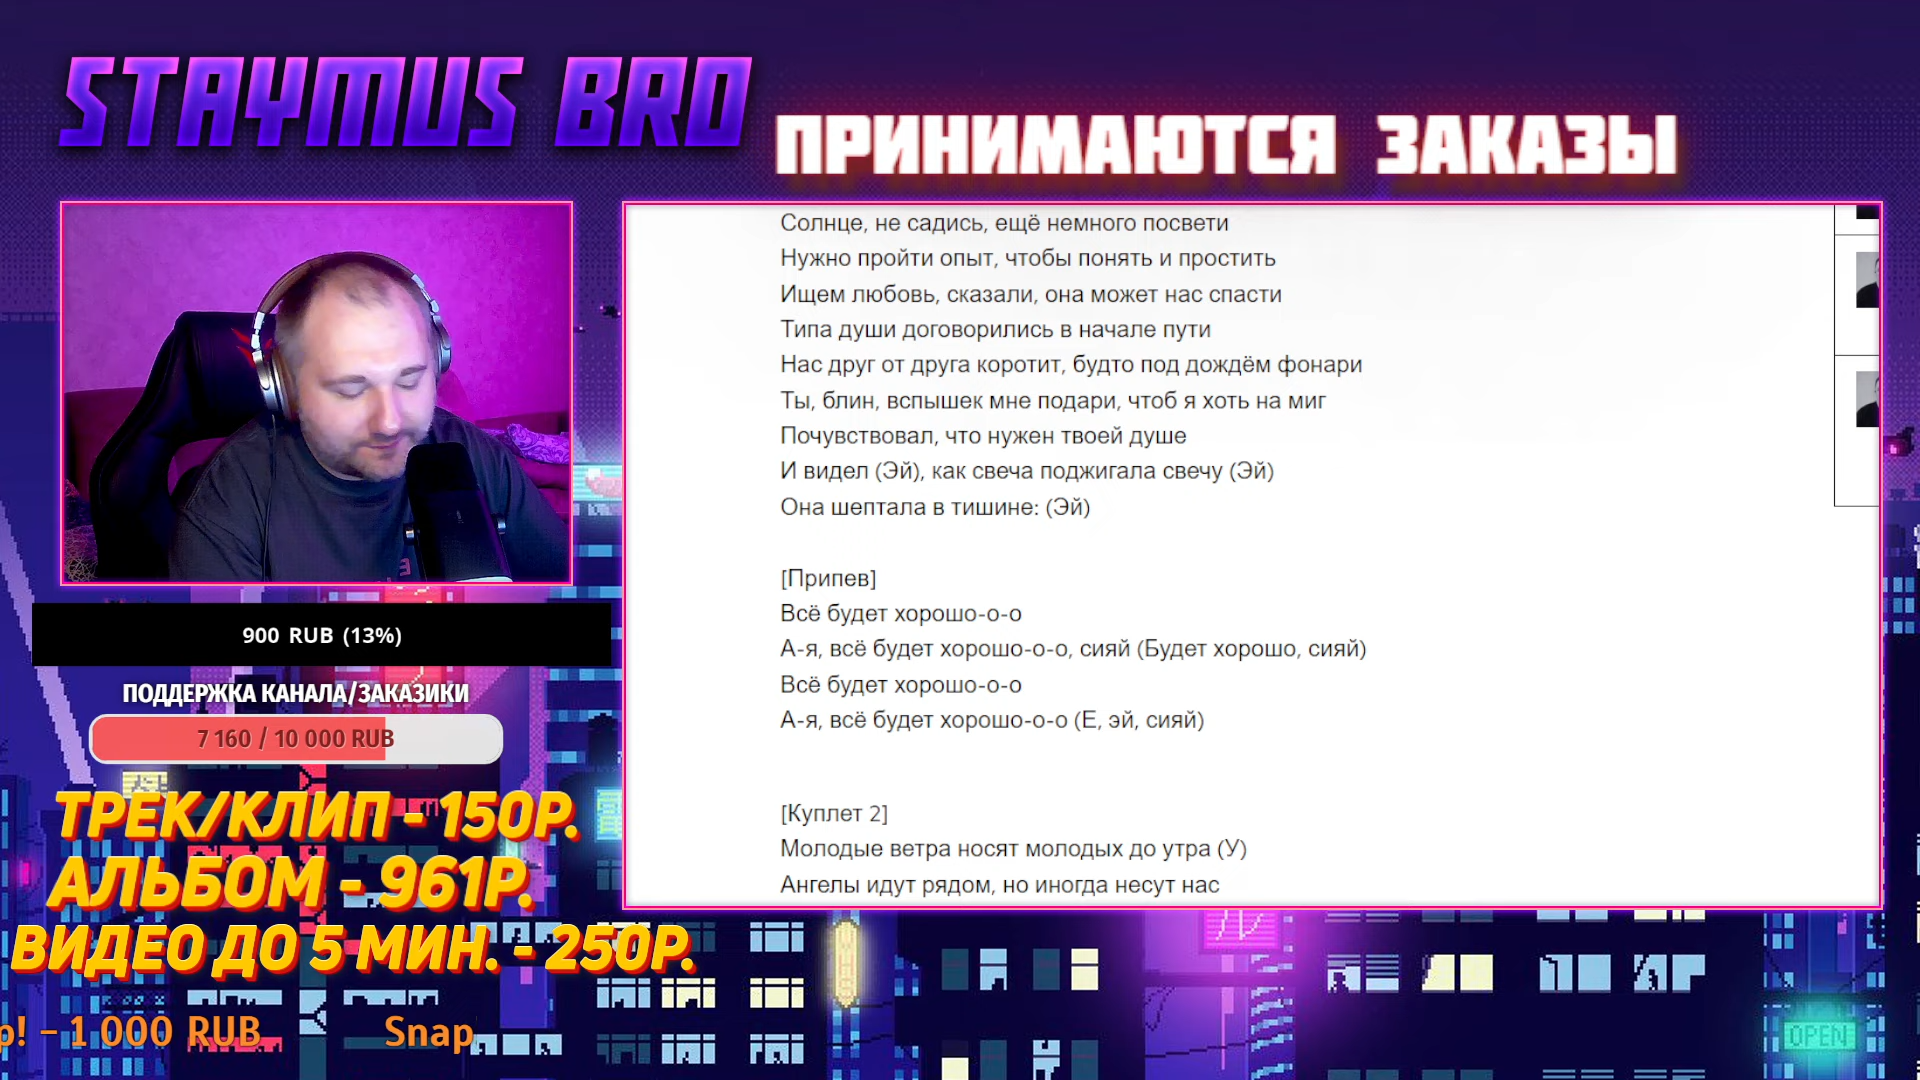 STAYMUS BRO
ПРИНИМАЮТСЯ ЗАКАЗЫ
Солнце, не садись, ещё немного посвети
Нужно пройти опыт, чтобы понять и простить
Ищем любовь, сказали, она может нас спасти
Типа души договорились в начале пути
Нас друг от друга коротит, будто под дождём фонари
Ты, блин, вспышек мне подари, чтоб я хоть на миг
Почувствовал, что нужен твоей душе
И видел (Эй), как свеча поджигала свечу (Эй)
Она шептала в тишине: (Эй)
[Припев]
Всё будет хорошо-о-о
А-я, всё будет хорошо-о-о, сияй (Будет хорошо, сияй)
Всё будет хорошо-о-о
А-я, всё будет хорошо-о-о (Е, эй, сияй)
[Куплет 2]
Молодые ветра носят молодых до утра (У)
Ангелы идут рядом, но иногда несут нас
900 RUB (13%)
ПОДДЕРЖКА КАНАЛА/ЗАКАЗИКИ
7 160 / 10 000 RUB
ТРЕК/КЛИП - 150Р.
АЛЬБОМ - 961Р.
ВИДЕО ДО 5 МИН. - 250Р.
р! – 1 000 RUB Snap
OPEN